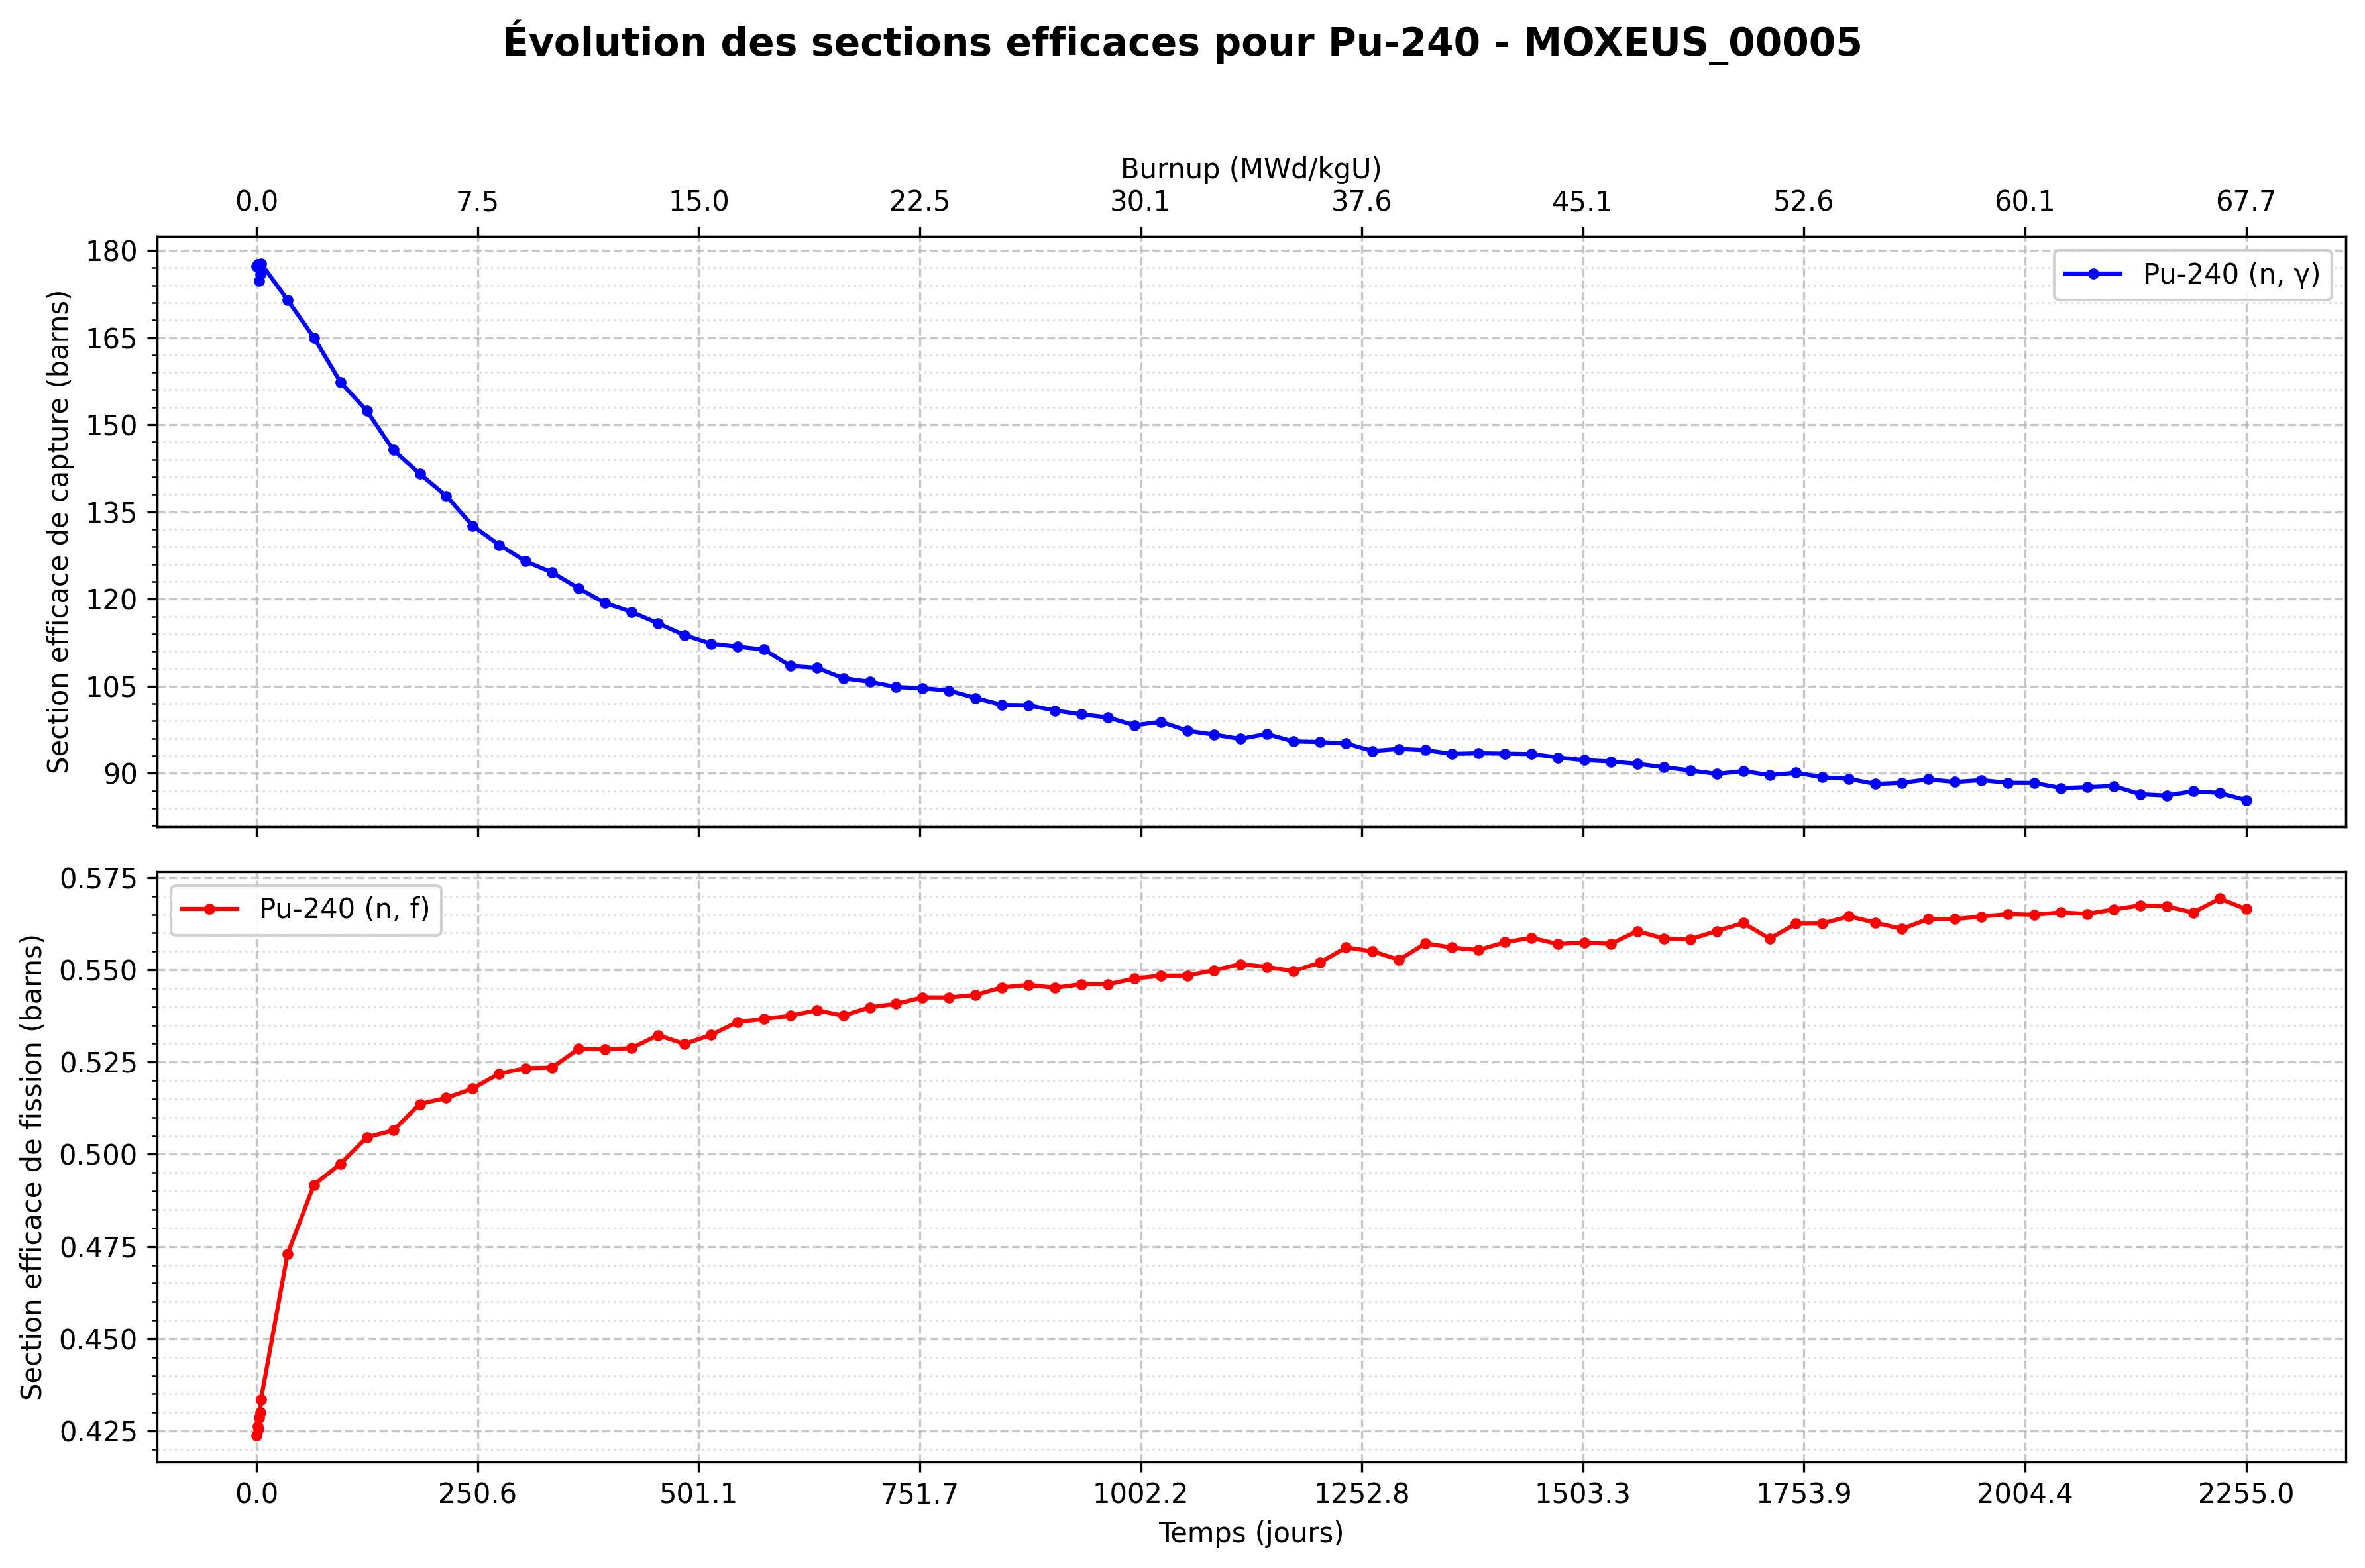 Évolution des sections efficaces pour Pu-240 - MOXEUS_00005
Burnup (MWd/kgU)
0.0 7.5 15.0 22.5 30.1 37.6 45.1 52.6 60.1 67.7
Section efficace de capture (barns)
180
165
150
135
120
105
90
Pu-240 (n, γ)
Section efficace de fission (barns)
0.575
0.550
0.525
0.500
0.475
0.450
0.425
Pu-240 (n, f)
0.0 250.6 501.1 751.7 1002.2 1252.8 1503.3 1753.9 2004.4 2255.0
Temps (jours)